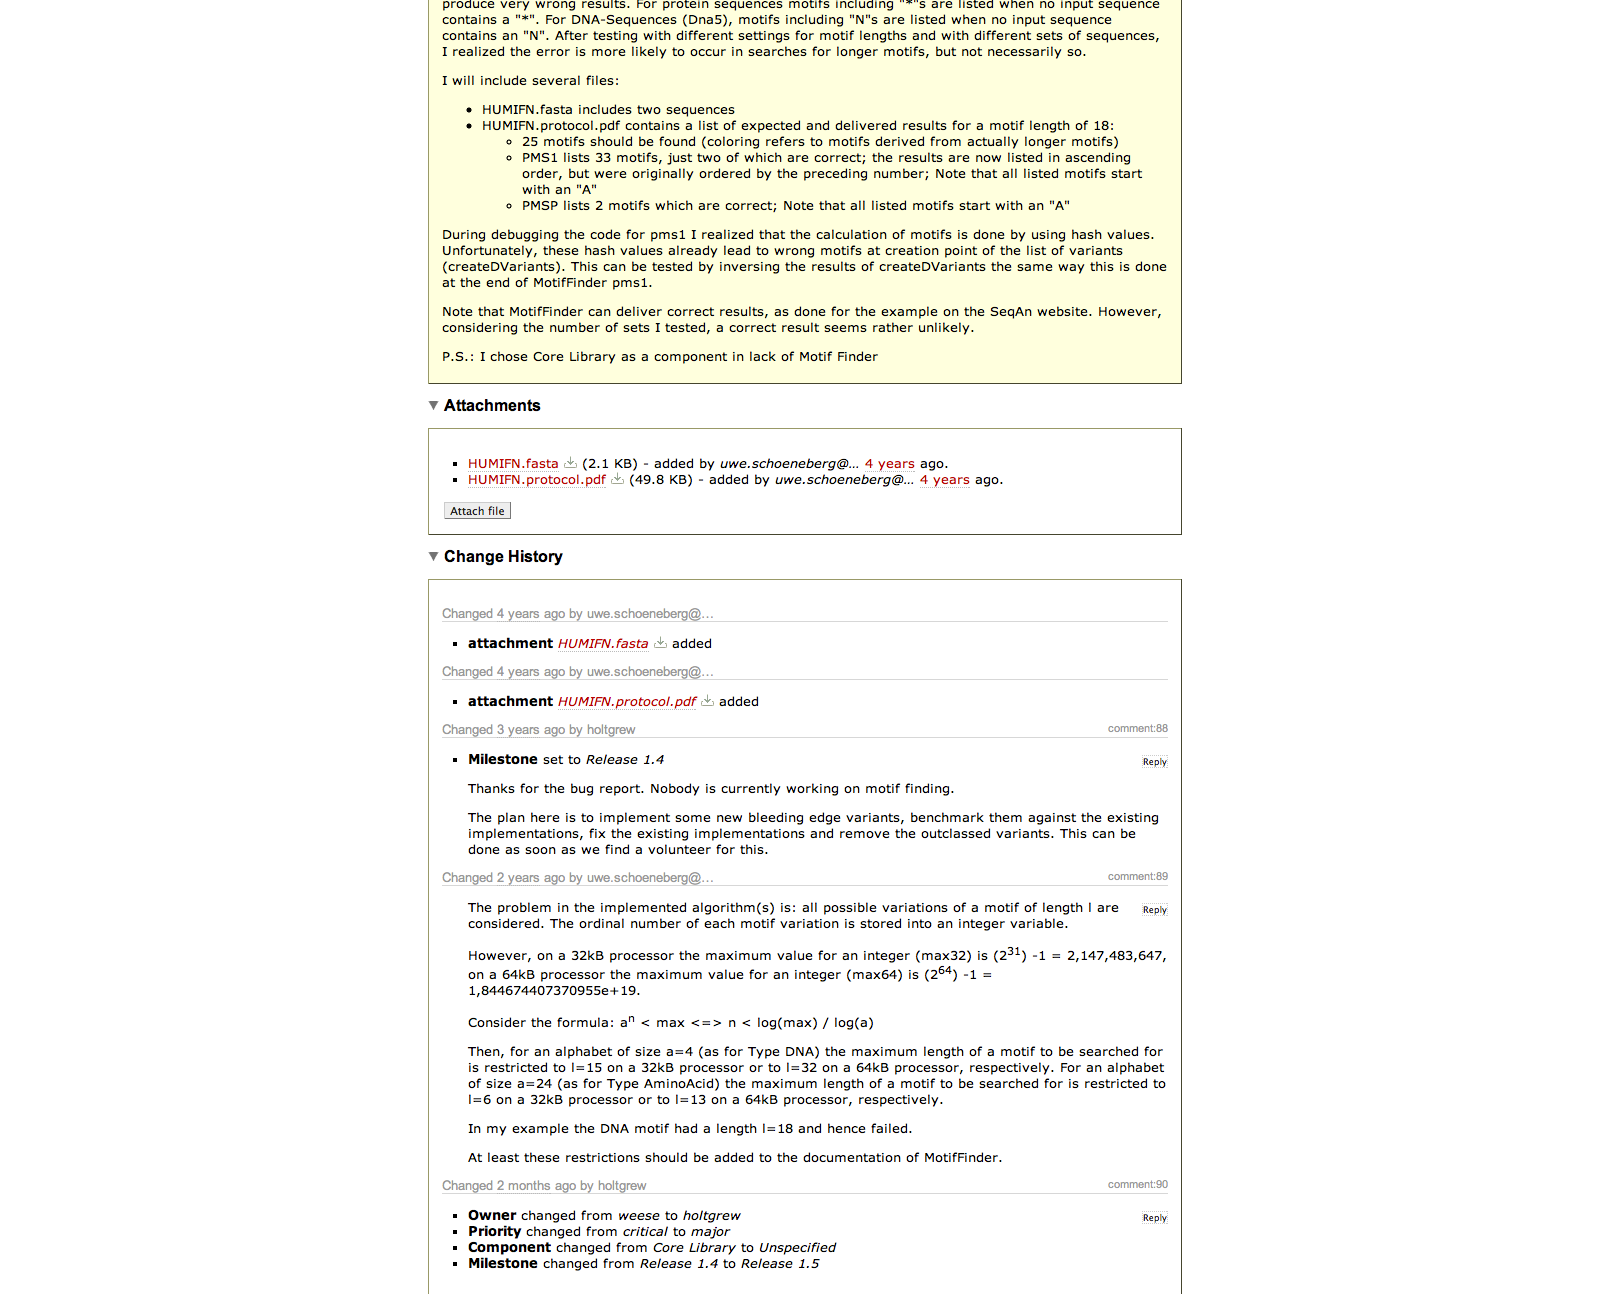 produce very wrong results. For protein sequences motifs including "*"s are listed when no input sequence
contains a "*". For DNA-Sequences (Dna5), motifs including "N"s are listed when no input sequence
contains an "N". After testing with different settings for motif lengths and with different sets of sequences,
I realized the error is more likely to occur in searches for longer motifs, but not necessarily so.
I will include several files:
HUMIFN.fasta includes two sequences
HUMIFN.protocol.pdf contains a list of expected and delivered results for a motif length of 18:
25 motifs should be found (coloring refers to motifs derived from actually longer motifs)
PMS1 lists 33 motifs, just two of which are correct; the results are now listed in ascending
order, but were originally ordered by the preceding number; Note that all listed motifs start
with an "A"
PMSP lists 2 motifs which are correct; Note that all listed motifs start with an "A"
During debugging the code for pms1 I realized that the calculation of motifs is done by using hash values.
Unfortunately, these hash values already lead to wrong motifs at creation point of the list of variants
(createDVariants). This can be tested by inversing the results of createDVariants the same way this is done
at the end of MotifFinder pms1.
Note that MotifFinder can deliver correct results, as done for the example on the SeqAn website. However,
considering the number of sets I tested, a correct result seems rather unlikely.
P.S.: I chose Core Library as a component in lack of Motif Finder
Attachments
HUMIFN.fasta (2.1 KB) - added by uwe.schoeneberg@... 4 years ago.
HUMIFN.protocol.pdf (49.8 KB) - added by uwe.schoeneberg@... 4 years ago.
Attach file
Change History
Changed 4 years ago by uwe.schoeneberg@...
attachment HUMIFN.fasta added
Changed 4 years ago by uwe.schoeneberg@...
attachment HUMIFN.protocol.pdf added
Changed 3 years ago by holtgrew comment:88
Milestone set to Release 1.4 Reply
Thanks for the bug report. Nobody is currently working on motif finding.
The plan here is to implement some new bleeding edge variants, benchmark them against the existing
implementations, fix the existing implementations and remove the outclassed variants. This can be
done as soon as we find a volunteer for this.
Changed 2 years ago by uwe.schoeneberg@... comment:89
The problem in the implemented algorithm(s) is: all possible variations of a motif of length l are Reply
considered. The ordinal number of each motif variation is stored into an integer variable.
However, on a 32kB processor the maximum value for an integer (max32) is (2^31) -1 = 2,147,483,647,
on a 64kB processor the maximum value for an integer (max64) is (2^64) -1 =
1,844674407370955e+19.
Consider the formula: a^n < max <=> n < log(max) / log(a)
Then, for an alphabet of size a=4 (as for Type DNA) the maximum length of a motif to be searched for
is restricted to l=15 on a 32kB processor or to l=32 on a 64kB processor, respectively. For an alphabet
of size a=24 (as for Type AminoAcid) the maximum length of a motif to be searched for is restricted to
l=6 on a 32kB processor or to l=13 on a 64kB processor, respectively.
In my example the DNA motif had a length l=18 and hence failed.
At least these restrictions should be added to the documentation of MotifFinder.
Changed 2 months ago by holtgrew comment:90
Owner changed from weese to holtgrew Reply
Priority changed from critical to major
Component changed from Core Library to Unspecified
Milestone changed from Release 1.4 to Release 1.5